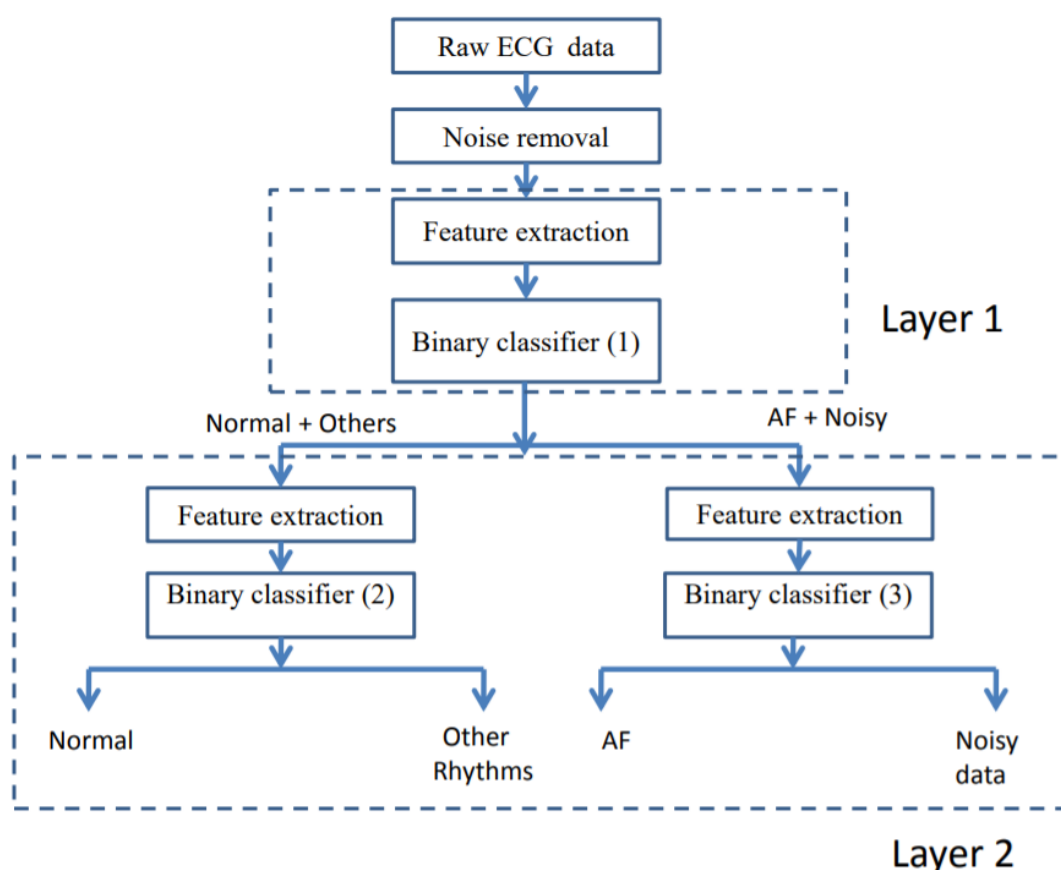 Raw ECG data
Noise removal
Feature extraction
Binary classifier (1)
Layer 1
Normal + Others
AF + Noisy
Feature extraction
Feature extraction
Binary classifier (2)
Binary classifier (3)
Normal
Other
Rhythms
AF
Noisy
data
Layer 2